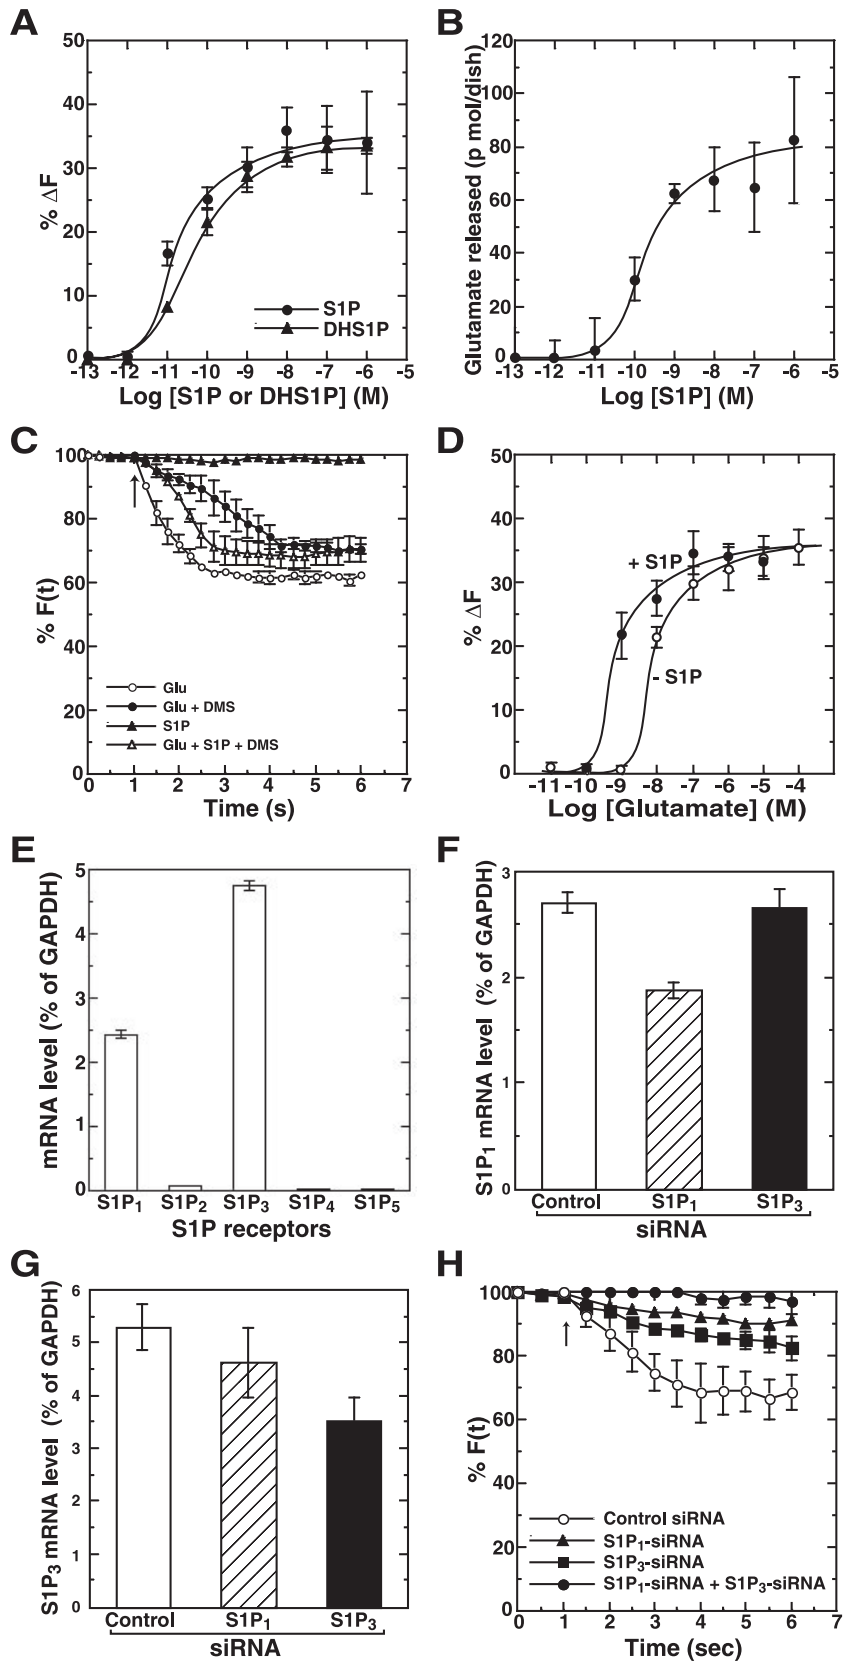 A
50
40
30
20
10
0
% ΔF
S1P
DHS1P
-13 -12 -11 -10 -9 -8 -7 -6 -5
Log [S1P or DHS1P] (M)
B
120
100
80
60
40
20
0
Glutamate released (p mol/dish)
-13 -12 -11 -10 -9 -8 -7 -6 -5
Log [S1P] (M)
C
100
80
60
40
20
0
% F(t)
Glu
Glu + DMS
S1P
Glu + S1P + DMS
0 1 2 3 4 5 6 7
Time (s)
D
50
40
30
20
10
0
% ΔF
+ S1P
- S1P
-11 -10 -9 -8 -7 -6 -5 -4
Log [Glutamate] (M)
E
5
4
3
2
1
0
mRNA level (% of GAPDH)
S1P1 S1P2 S1P3 S1P4 S1P5
S1P receptors
F
3
2
1
0
S1P1 mRNA level (% of GAPDH)
Control S1P1 S1P3
siRNA
G
6
5
4
3
2
1
0
S1P3 mRNA level (% of GAPDH)
Control S1P1 S1P3
siRNA
H
100
80
60
40
20
0
% F(t)
Control siRNA
S1P1-siRNA
S1P3-siRNA
S1P1-siRNA + S1P3-siRNA
0 1 2 3 4 5 6 7
Time (sec)